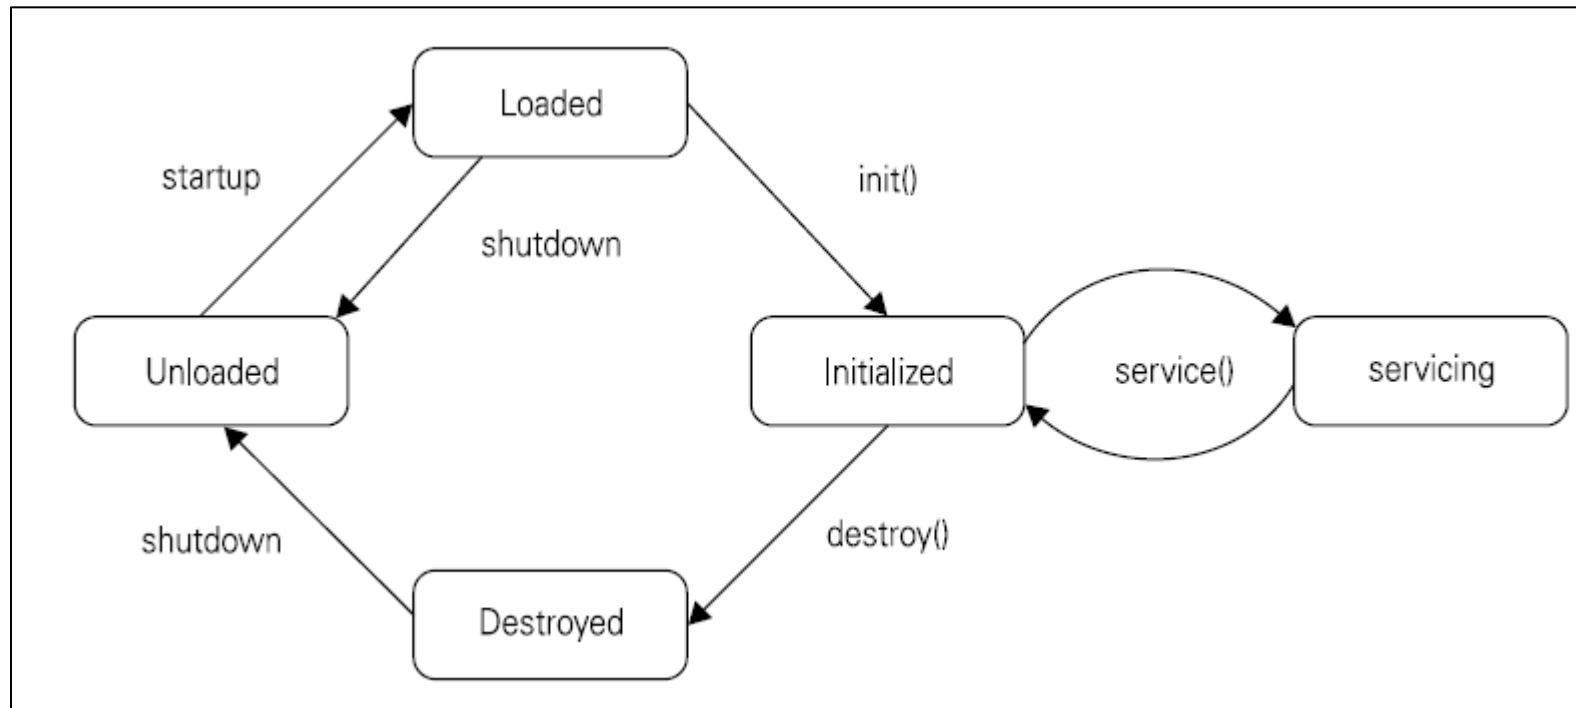 Loaded
startup
init()
shutdown
Unloaded
Initialized
service()
servicing
shutdown
destroy()
Destroyed